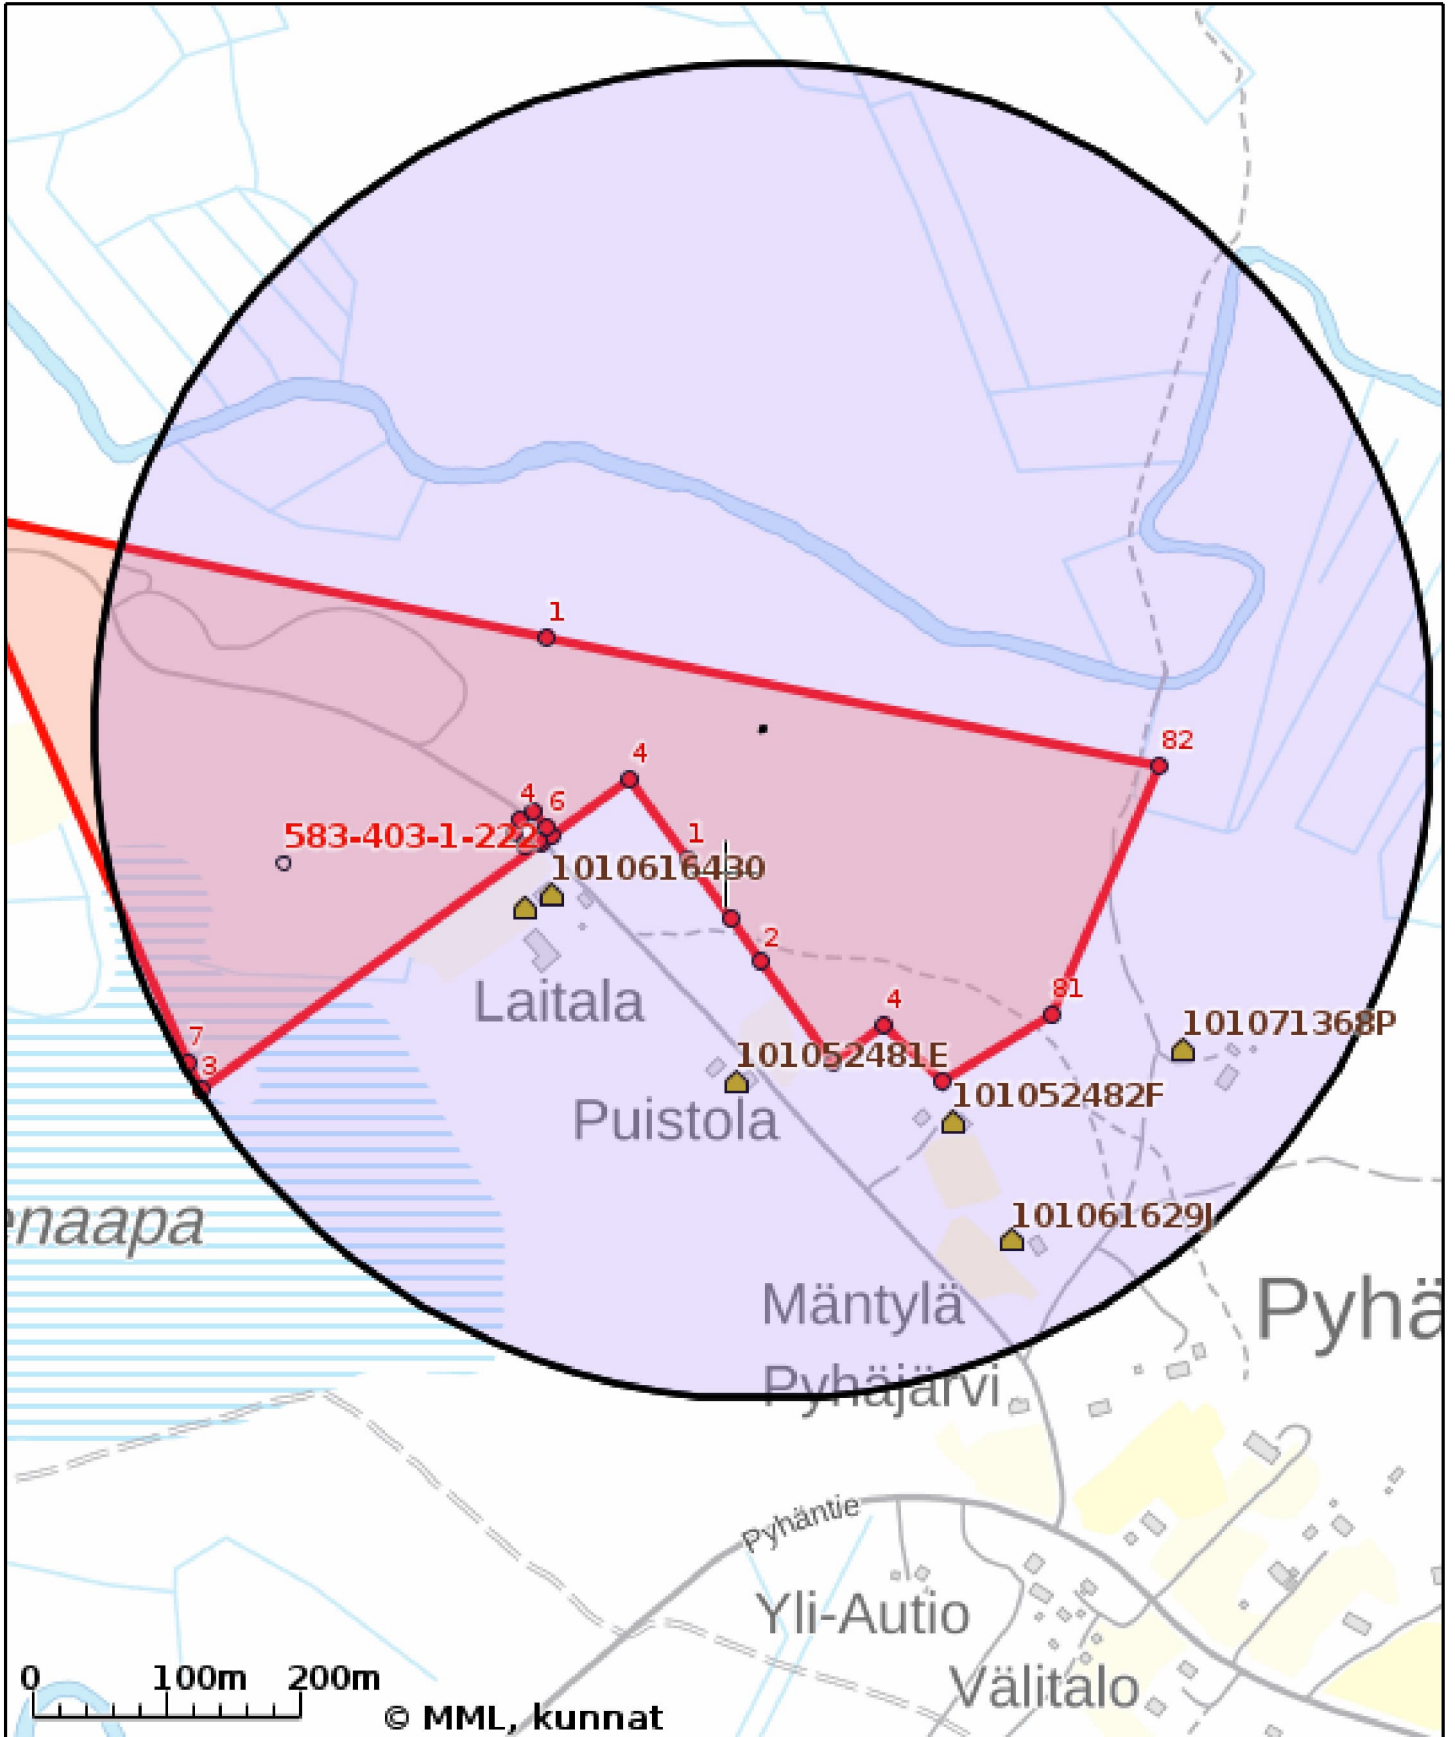 1
82
4
4
6
1
583-403-1-222
1010616430
2
Laitala
81
4
101071368P
7
101052481E
3
101052482F
Puistola
101061629J
enaapa
Mäntylä
Pyhä
Pyhäjärvi
Pyhäntie
Yli-Autio
Välitalo
0 100m 200m
© MML, kunnat